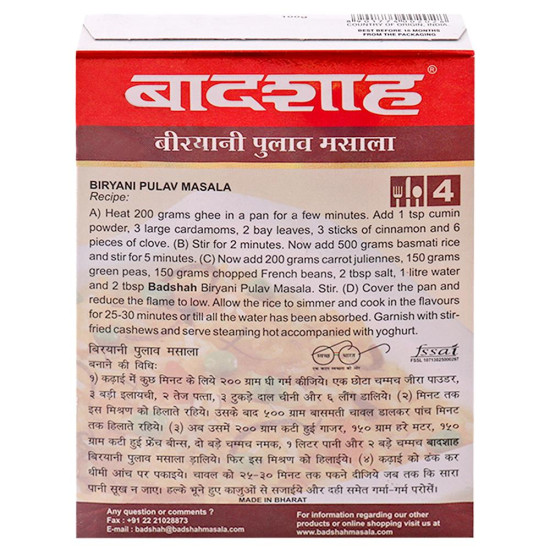 100g
COUNTRY OF ORIGIN, INDIA
BEST BEFORE 15 MONTHS
FROM THE PACKAGING
बादशाह®
बीरयानी पुलाव मसाला
BIRYANI PULAV MASALA
Recipe:
4
A) Heat 200 grams ghee in a pan for a few minutes. Add 1 tsp cumin
powder, 3 large cardamoms, 2 bay leaves, 3 sticks of cinnamon and 6
pieces of clove. (B) Stir for 2 minutes. Now add 500 grams basmati rice
and stir for 5 minutes. (C) Now add 200 grams carrot juliennes, 150 grams
green peas, 150 grams chopped French beans, 2 tbsp salt, 1 litre water
and 2 tbsp Badshah Biryani Pulav Masala. Stir. (D) Cover the pan and
reduce the flame to low. Allow the rice to simmer and cook in the flavours
for 25-30 minutes or till all the water has been absorbed. Garnish with stir-
fried cashews and serve steaming hot accompanied with yoghurt.
बिरयानी पुलाव मसाला
बनाने की विधि:
स्वच्छ भारत
fssai
१) कढ़ाई में कुछ मिनट के लिये २०० ग्राम घी गर्म कीजिये। एक छोटा चम्मच जीरा पाउडर,
३ बड़ी इलायची, २ तेज पत्ता, ३ टुकड़े दाल चीनी और ६ लौंग डालिये। (२) मिनट तक
इस मिश्रण को हिलाते रहिये। उसके बाद ५०० ग्राम बासमती चावल डालकर पांच मिनट
तक हिलाते रहिये। (३) अब उसमें २०० ग्राम कटी हुई गाजर, १५० ग्राम हरे मटर, १५०
ग्राम कटी हुई फ्रेंच बीन्स, दो बड़े चम्मच नमक, १ लिटर पानी और २ बड़े चम्मच बादशाह
बिरयानी पुलाव मसाला डालिये। फिर इस मिश्रण को हिलाईये। (४) कढ़ाई को ढंक कर
धीमी आंच पर पकाइये। चावल को २५-३० मिनट तक पकने दीजिये जब तक कि सारा
पानी सूख न जाए। हल्के भूने हुए काजुओं से सजाईये और दही समेत गर्मा-गर्म परोसें।
MADE IN BHARAT
Any question or comments ?
Fax : +91 22 21028873
E-mail : badshah@badshahmasala.com
For information regarding our other
products or online shopping visit us at
www.badshahmasala.com